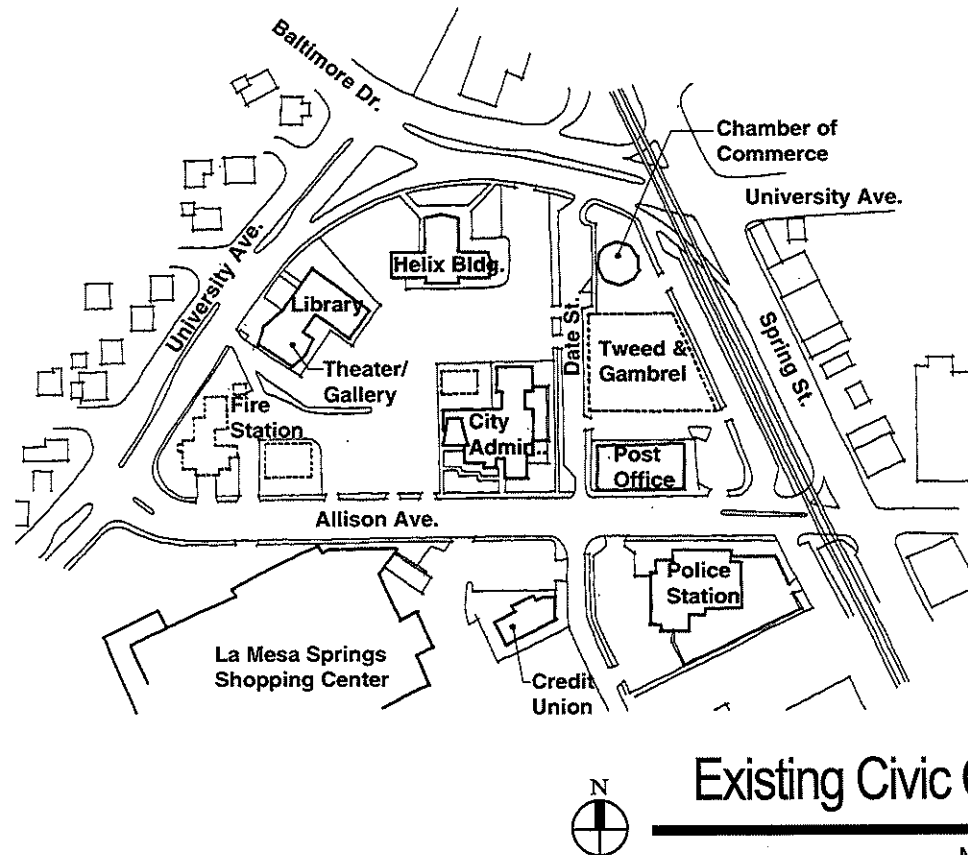 Baltimore Dr.
Chamber of
Commerce
University Ave.
University Ave.
Helix Bldg.
Library
Theater/
Gallery
Date St.
Tweed &
Gambrel
Spring St.
Fire
Station
City
Admin..
Post
Office
Allison Ave.
Police
Station
La Mesa Springs
Shopping Center
Credit
Union
N
Existing Civic